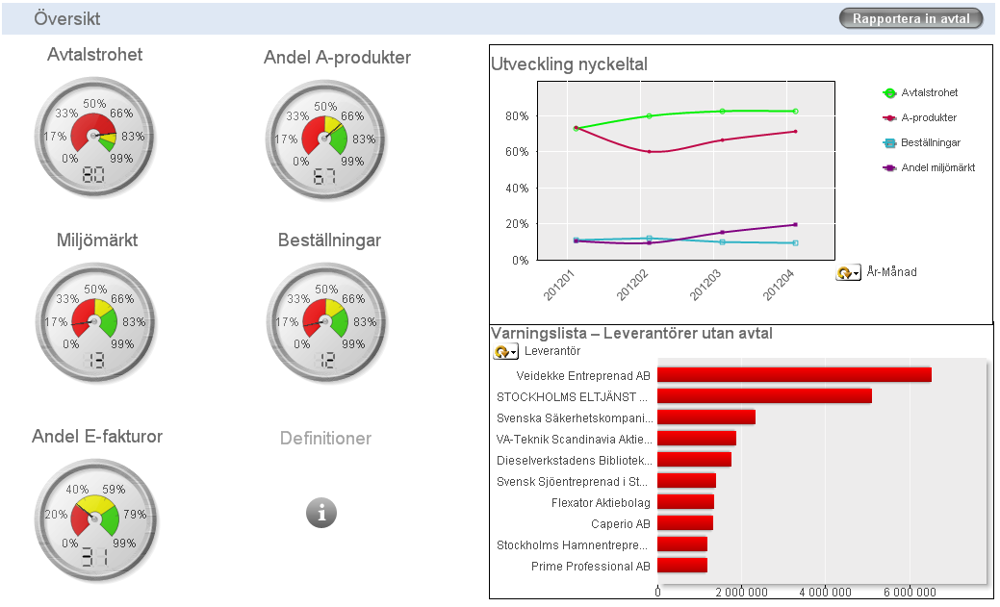 Översikt
Rapportera in avtal
Avtalstrohet
0%
17%
33%
50%
66%
83%
99%
80
Andel A-produkter
0%
17%
33%
50%
66%
83%
99%
67
Miljömärkt
0%
17%
33%
50%
66%
83%
99%
13
Beställningar
0%
17%
33%
50%
66%
83%
99%
12
Andel E-fakturor
0%
20%
40%
59%
79%
99%
31
Definitioner
i
Utveckling nyckeltal
80%
60%
40%
20%
0%
201201
201202
201203
201204
Avtalstrohet
A-produkter
Beställningar
Andel miljömärkt
År-Månad
Varningslista – Leverantörer utan avtal
Leverantör
Veidekke Entreprenad AB
STOCKHOLMS ELTJÄNST ...
Svenska Säkerhetskompani...
VA-Teknik Scandinavia Aktie...
Dieselverkstadens Bibliotek...
Svensk Sjöentreprenad i St...
Flexator Aktiebolag
Caperio AB
Stockholms Hamnentrepre...
Prime Professional AB
0
2 000 000
4 000 000
6 000 000